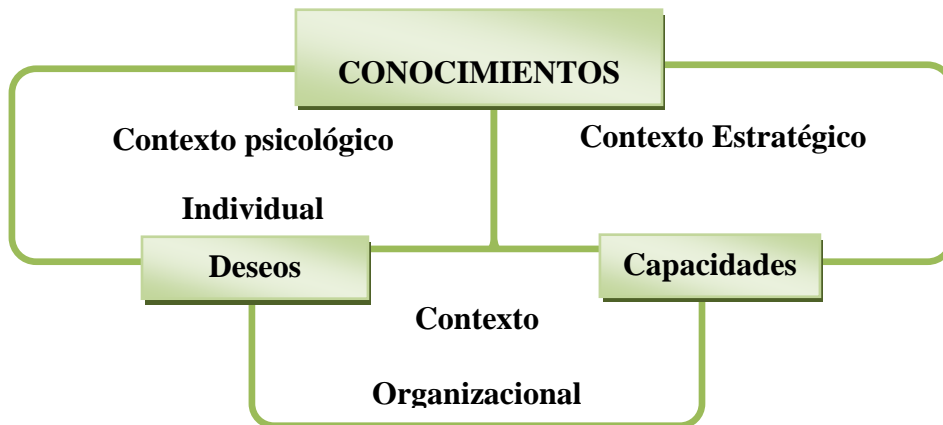 CONOCIMIENTOS
Contexto psicológico
Individual
Contexto Estratégico
Deseos
Capacidades
Contexto
Organizacional